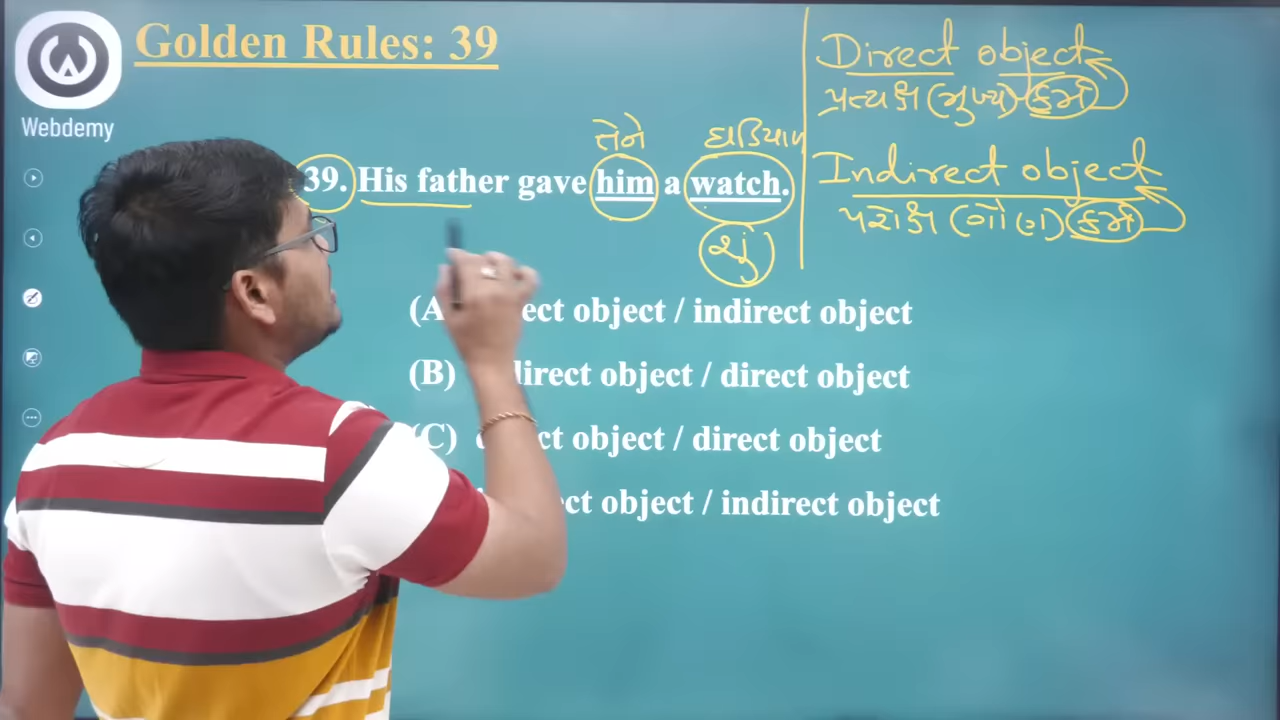 Golden Rules: 39
Webdemy
તેને ઘડિયાળ
39. His father gave him a watch.
શું
(A ect object / indirect object
(B) direct object / direct object
(C) ct object / direct object
ct object / indirect object
Direct object
પ્રત્યક્ષ (મુખ્ય) કર્મ
Indirect object
પરોક્ષ (ગૌણ) કર્મ